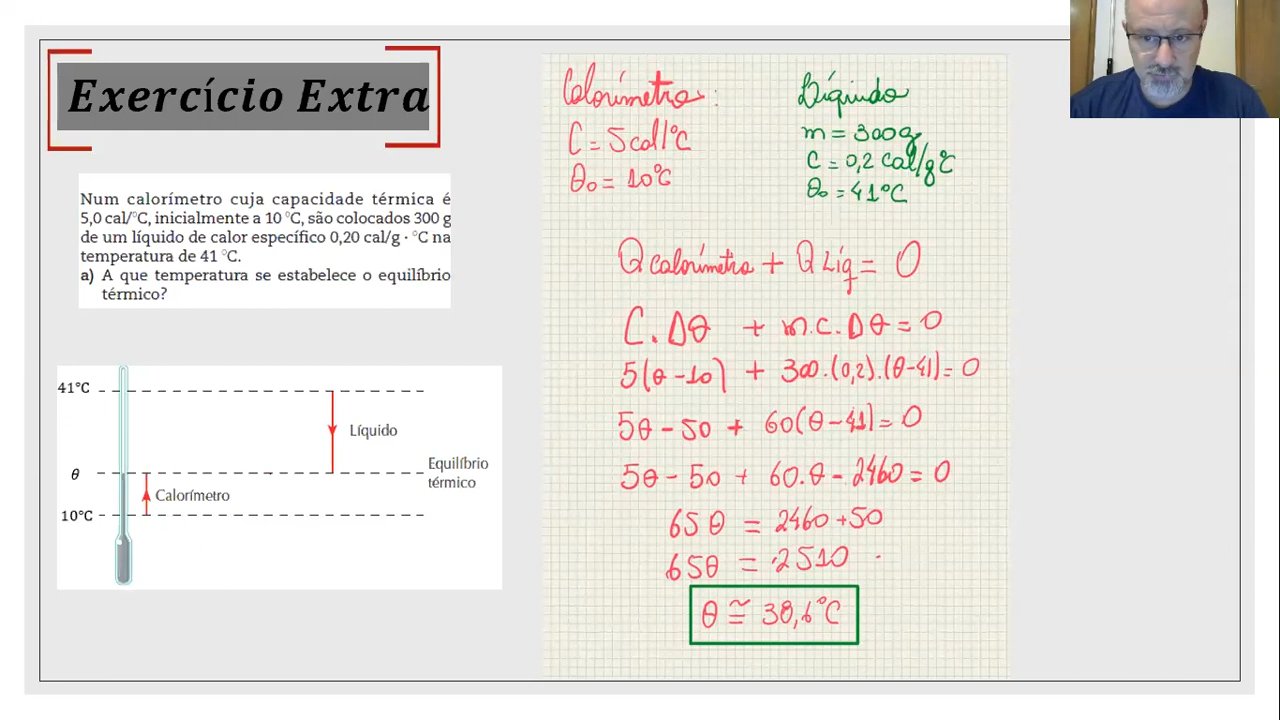 Exercício Extra
Num calorímetro cuja capacidade térmica é
5,0 cal/°C, inicialmente a 10 °C, são colocados 300 g
de um líquido de calor específico 0,20 cal/g · °C na
temperatura de 41 °C.
a) A que temperatura se estabelece o equilíbrio
térmico?
41°C
Líquido
θ
Equilíbrio
térmico
Calorímetro
10°C
Calorímetro:
C = 5 cal/°C
θo = 10°C
Líquido
m = 300g
C = 0,2 cal/g°C
θo = 41°C
Q calorímetro + Q Líq = 0
C.Δθ + m.c.Δθ = 0
5(θ-10) + 300.(0,2).(θ-41) = 0
5θ - 50 + 60(θ-41) = 0
5θ - 50 + 60.θ - 2460 = 0
65θ = 2460 + 50
65θ = 2510
θ ≅ 38,6°C